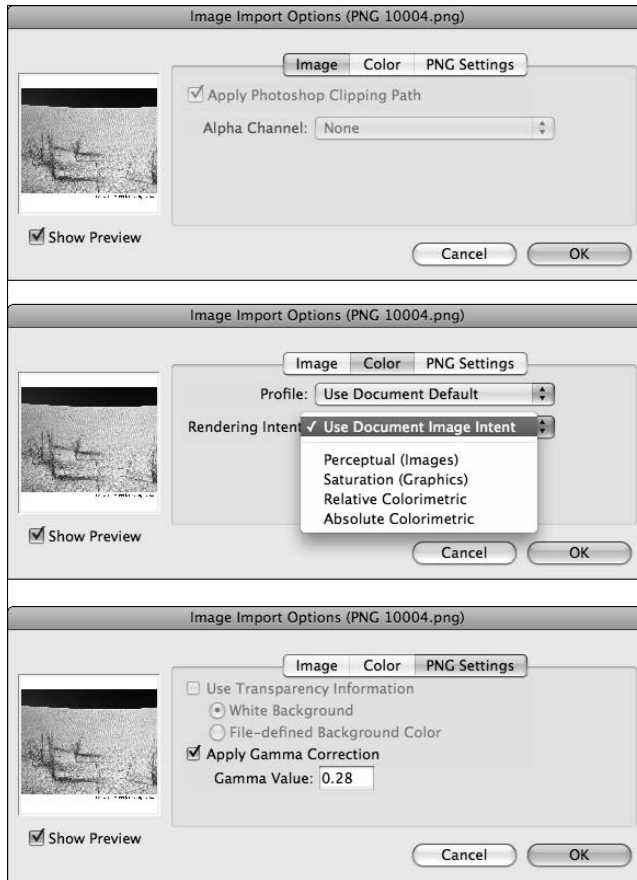 Image Import Options (PNG 10004.png)
Image Color PNG Settings
Apply Photoshop Clipping Path
Alpha Channel: None
Show Preview
Cancel OK
Image Import Options (PNG 10004.png)
Image Color PNG Settings
Profile: Use Document Default
Rendering Intent ✓ Use Document Image Intent
Perceptual (Images)
Saturation (Graphics)
Relative Colorimetric
Absolute Colorimetric
Show Preview
Cancel OK
Image Import Options (PNG 10004.png)
Image Color PNG Settings
Use Transparency Information
White Background
File-defined Background Color
Apply Gamma Correction
Gamma Value: 0.28
Show Preview
Cancel OK